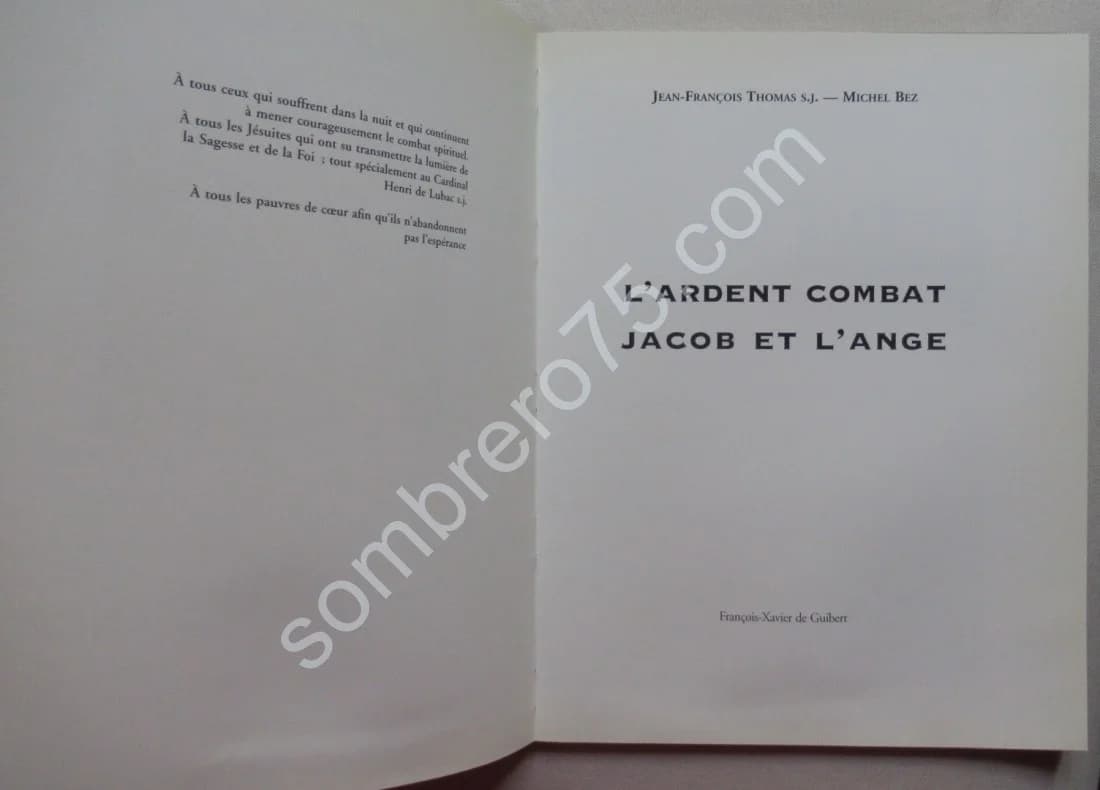 À tous ceux qui souffrent dans la nuit et qui continuent
à mener courageusement le combat spirituel.
À tous les Jésuites qui ont su transmettre la lumière de
la Sagesse et de la Foi ; tout spécialement au Cardinal
Henri de Lubac s.j.
À tous les pauvres de cœur afin qu'ils n'abandonnent
pas l'espérance
JEAN-FRANÇOIS THOMAS S.J. — MICHEL BEZ
L'ARDENT COMBAT
JACOB ET L'ANGE
François-Xavier de Guibert
sombrero75.com